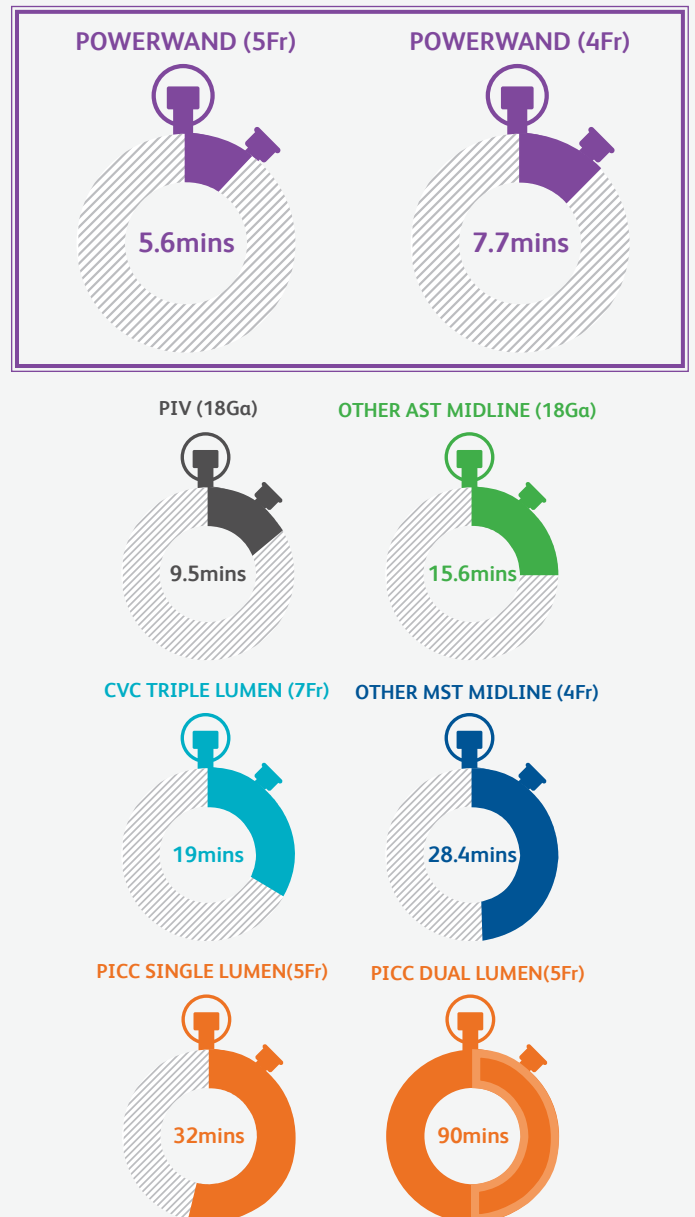 POWERWAND (5Fr)
POWERWAND (4Fr)
5.6mins
7.7mins
PIV (18Ga)
OTHER AST MIDLINE (18Ga)
9.5mins
15.6mins
CVC TRIPLE LUMEN (7Fr)
OTHER MST MIDLINE (4Fr)
19mins
28.4mins
PICC SINGLE LUMEN(5Fr)
PICC DUAL LUMEN(5Fr)
32mins
90mins